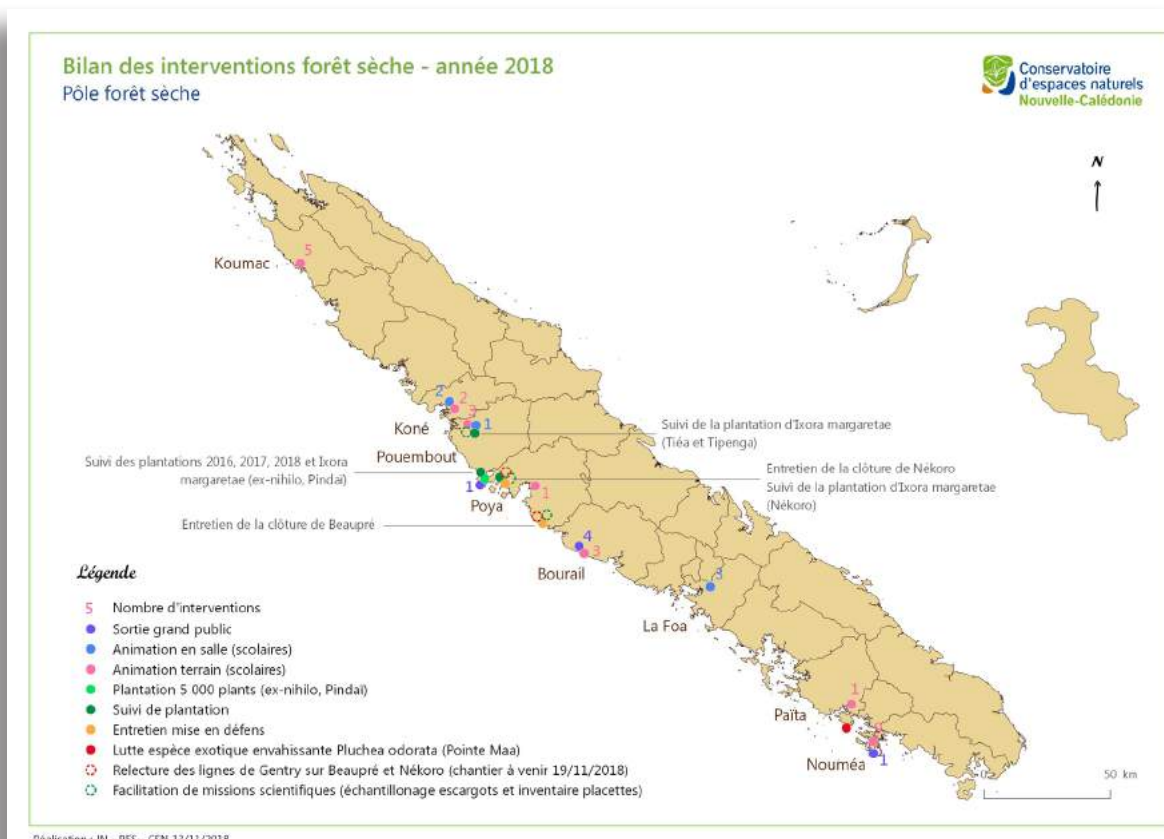 Bilan des interventions forêt sèche - année 2018
Pôle forêt sèche
Conservatoire
d'espaces naturels
Nouvelle-Calédonie
N
5
Koumac
2
2
3
1
Koné
Suivi de la plantation d'Ixora margaretae
(Tiéa et Tipenga)
Pouembout
Suivi des plantations 2016, 2017, 2018 et Ixora
margaretae (ex-nihilo, Pindaï)
Entretien de la clôture de Nékoro
Suivi de la plantation d'Ixora margaretae
(Nékoro)
1
1
Poya
Entretien de la clôture de Beaupré
4
3
Bourail
3
La Foa
Légende
5 Nombre d'interventions
Sortie grand public
Animation en salle (scolaires)
Animation terrain (scolaires)
Plantation 5 000 plants (ex-nihilo, Pindaï)
Suivi de plantation
Entretien mise en défens
Lutte espèce exotique envahissante Pluchea odorata (Pointe Maa)
Relecture des lignes de Gentry sur Beaupré et Nékoro (chantier à venir 19/11/2018)
Facilitation de missions scientifiques (échantillonage escargots et inventaire placettes)
1
Païta
1
Nouméa
0
50 km